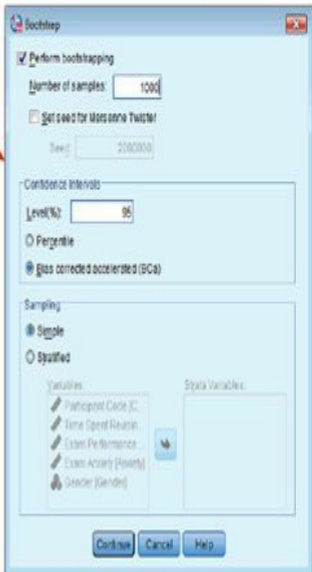 Bootstrap
Perform bootstrapping
Number of samples: 1000
Set seed for Mersenne Twister
Seed: 2000000
Confidence Intervals
Level(%): 95
Percentile
Bias corrected accelerated (BCa)
Sampling
Simple
Stratified
Variables:
Strata Variables:
Participant Code [C...
Time Spent Revisin...
Exam Performance ...
Exam Anxiety [Anxiety]
Gender [Gender]
Continue Cancel Help